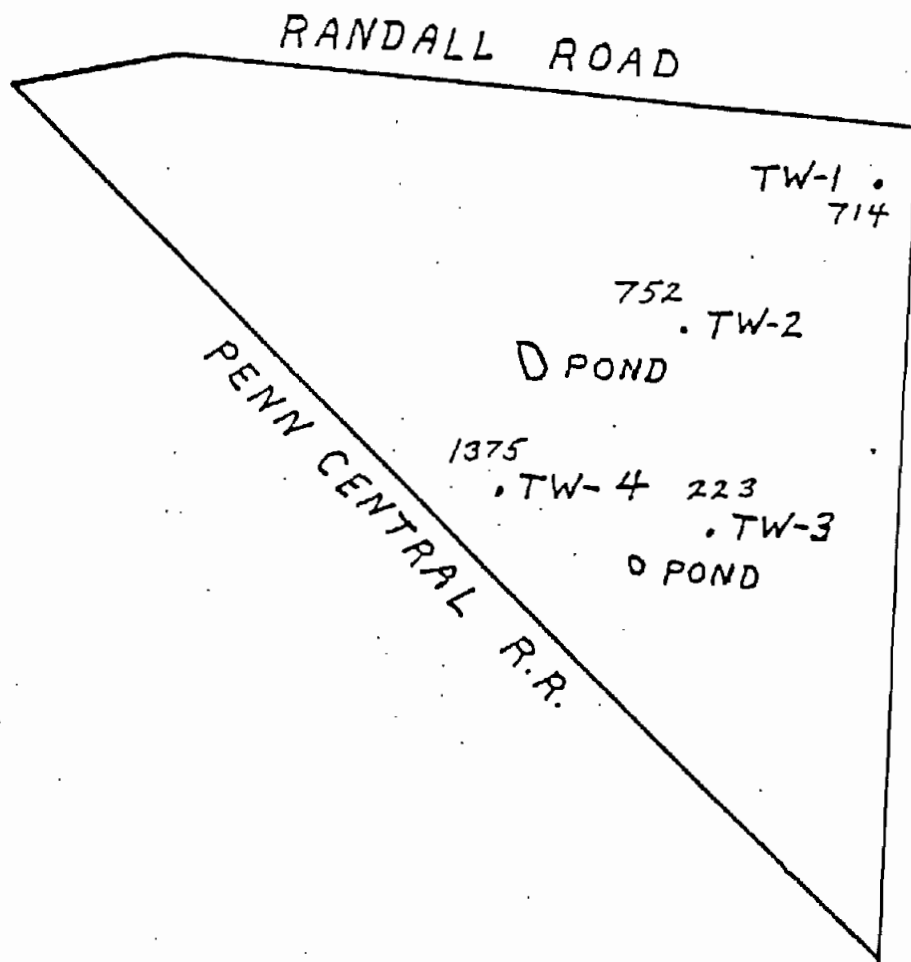 RANDALL ROAD
TW-1
714
752
TW-2
POND
PENN CENTRAL R.R.
1375
TW-4
223
TW-3
POND